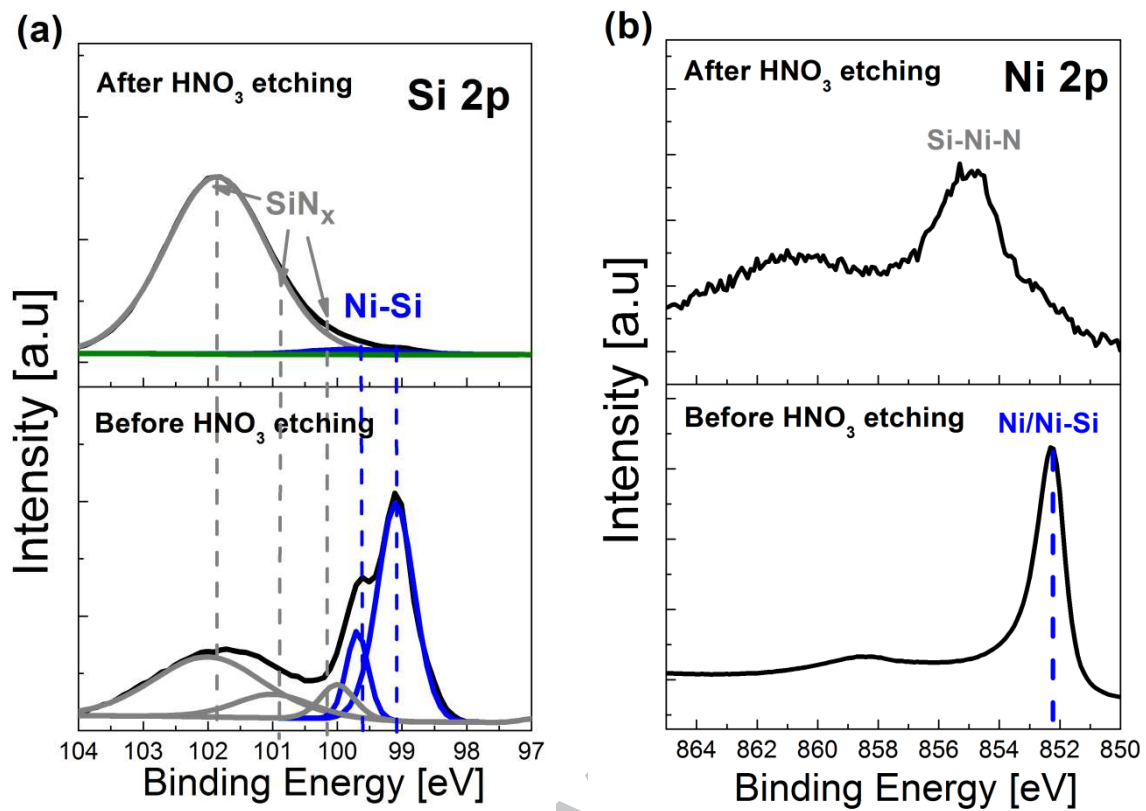 (a)
After HNO3 etching
Si 2p
SiNx
Ni-Si
Before HNO3 etching
Intensity [a.u]
104 103 102 101 100 99 98 97
Binding Energy [eV]
(b)
After HNO3 etching
Ni 2p
Si-Ni-N
Before HNO3 etching
Ni/Ni-Si
Intensity [a.u]
864 862 860 858 856 854 852 850
Binding Energy [eV]